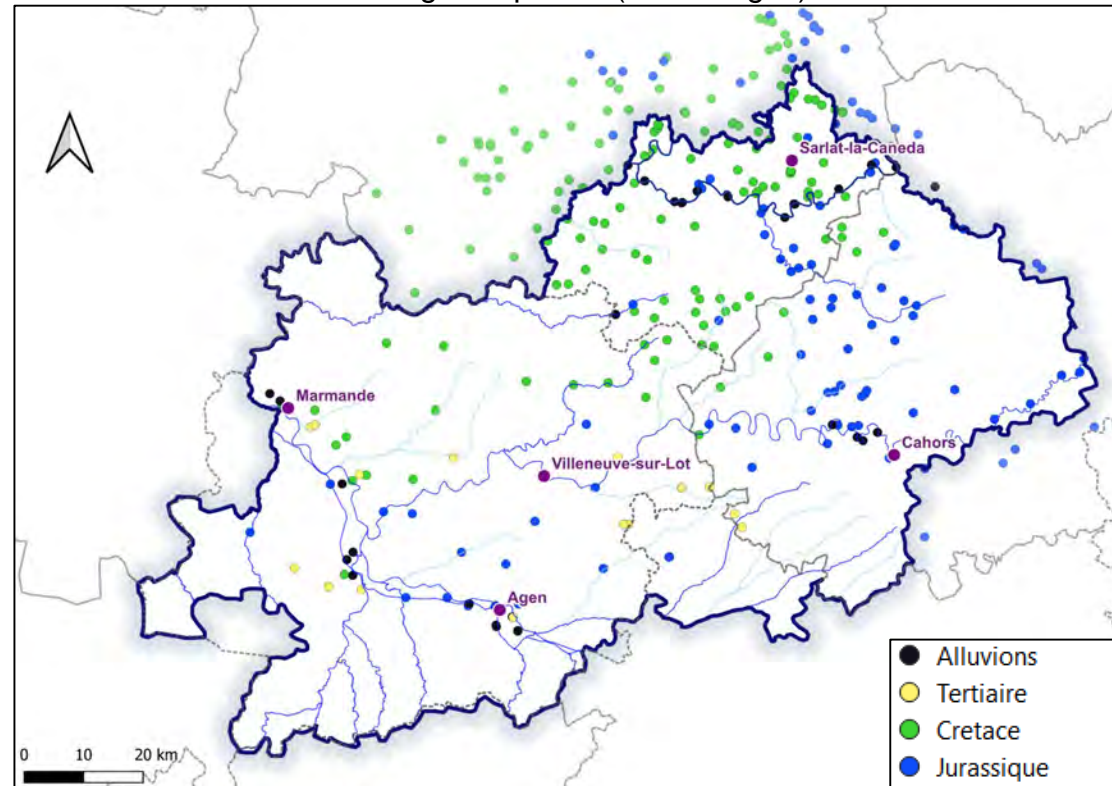 Sarlat-la-Caneda
Marmande
Cahors
Villeneuve-sur-Lot
Agen
Alluvions
Tertiaire
Cretace
Jurassique
0 10 20 km